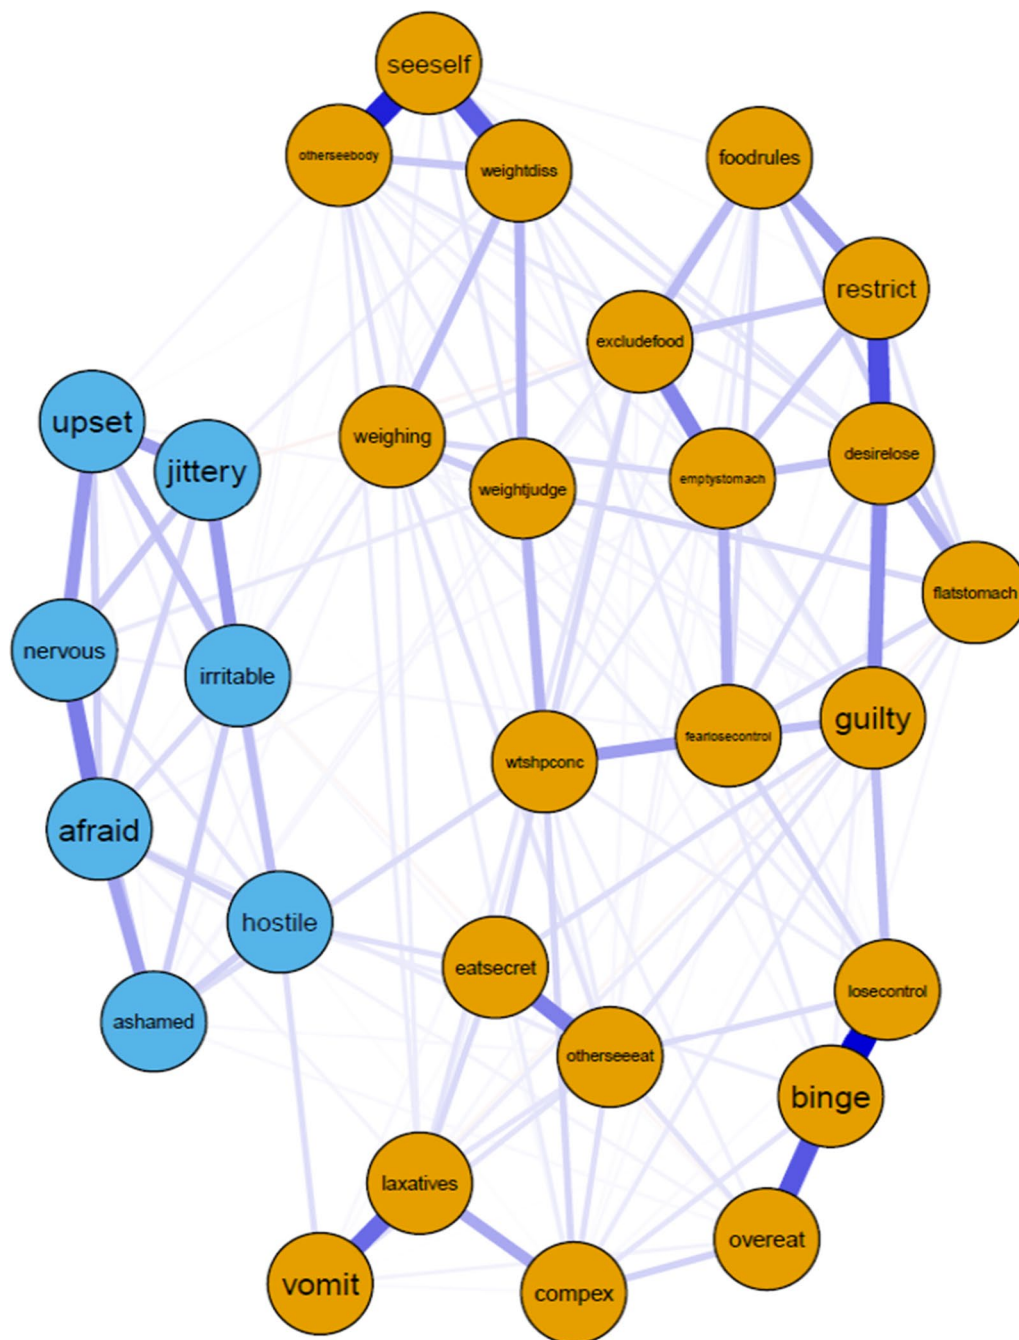 seeself
otherseebody
weightdiss
foodrules
restrict
excludefood
upset
jittery
weighing
weightjudge
emptystomach
desirelose
flatstomach
nervous
irritable
guilty
fearlosecontrol
wtshpconc
afraid
hostile
eatsecret
losecontrol
ashamed
otherseeeat
binge
laxatives
overeat
vomit
compex